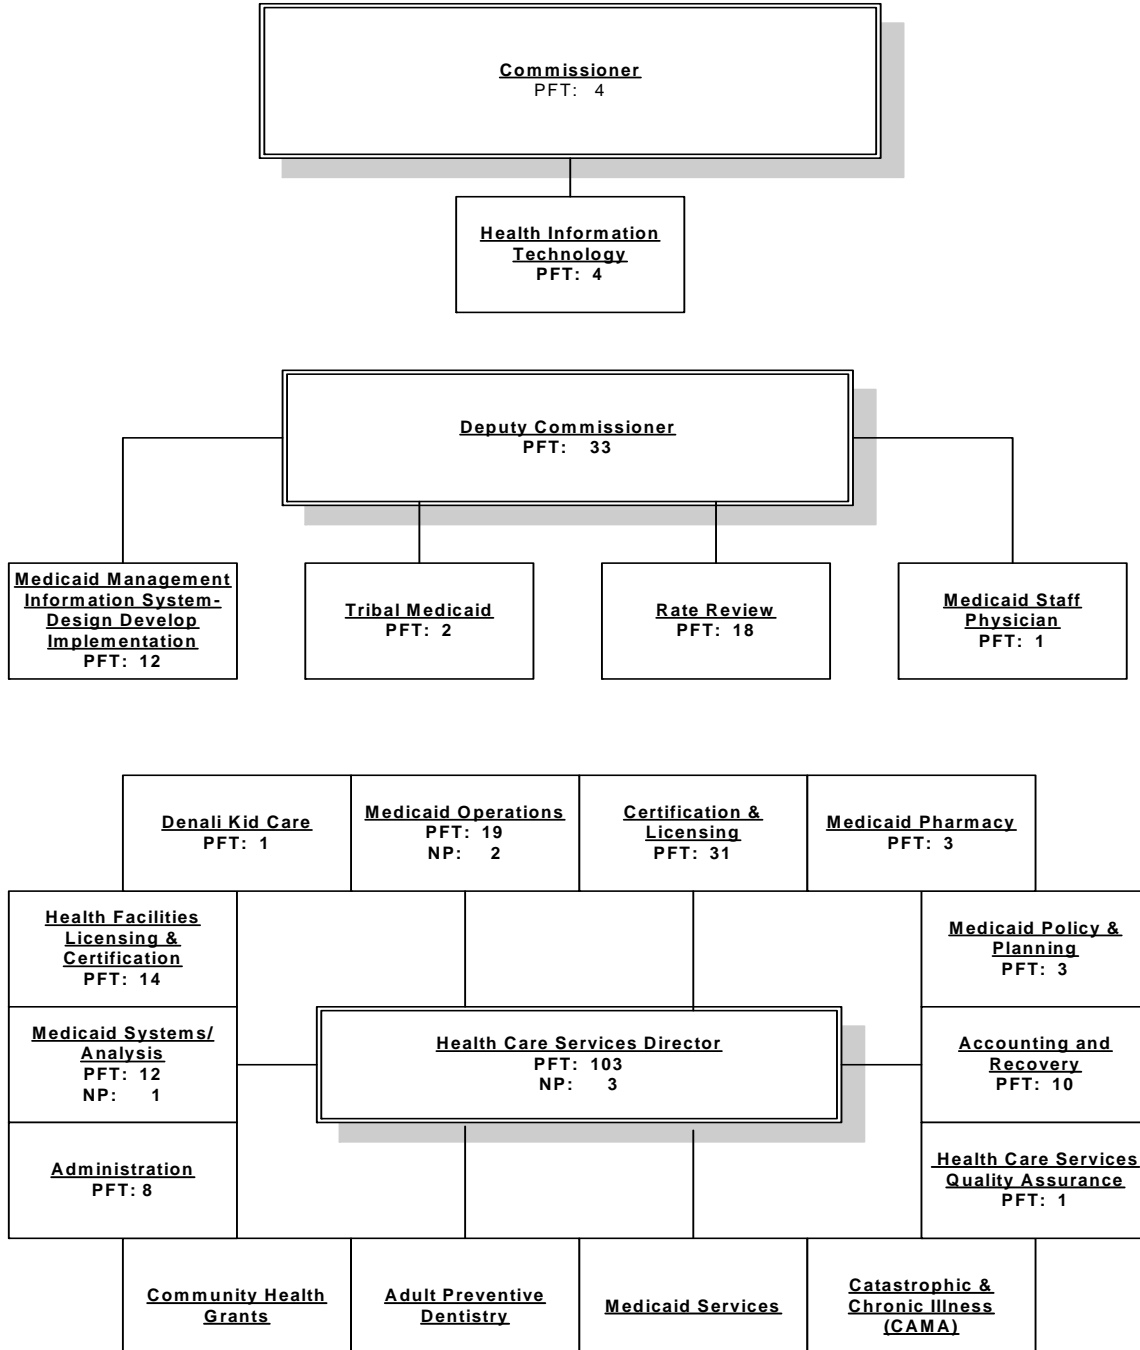 Commissioner
PFT: 4
Health Information
Technology
PFT: 4
Deputy Commissioner
PFT: 33
Medicaid Management
Information System-
Design Develop
Implementation
PFT: 12
Tribal Medicaid
PFT: 2
Rate Review
PFT: 18
Medicaid Staff
Physician
PFT: 1
Denali Kid Care
PFT: 1
Medicaid Operations
PFT: 19
NP: 2
Certification &
Licensing
PFT: 31
Medicaid Pharmacy
PFT: 3
Health Facilities
Licensing &
Certification
PFT: 14
Medicaid Policy &
Planning
PFT: 3
Medicaid Systems/
Analysis
PFT: 12
NP: 1
Health Care Services Director
PFT: 103
NP: 3
Accounting and
Recovery
PFT: 10
Administration
PFT: 8
Health Care Services
Quality Assurance
PFT: 1
Community Health
Grants
Adult Preventive
Dentistry
Medicaid Services
Catastrophic &
Chronic Illness
(CAMA)